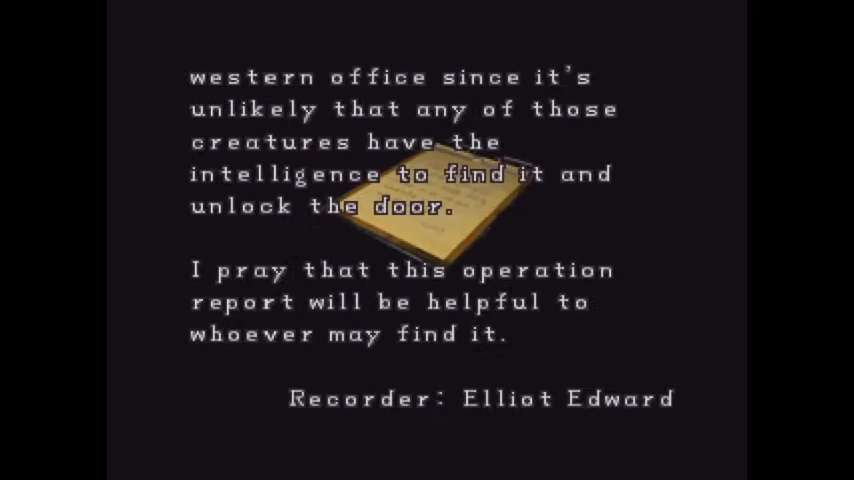 western office since it's
unlikely that any of those
creatures have the
intelligence to find it and
unlock the door.
I pray that this operation
report will be helpful to
whoever may find it.
Recorder: Elliot Edward